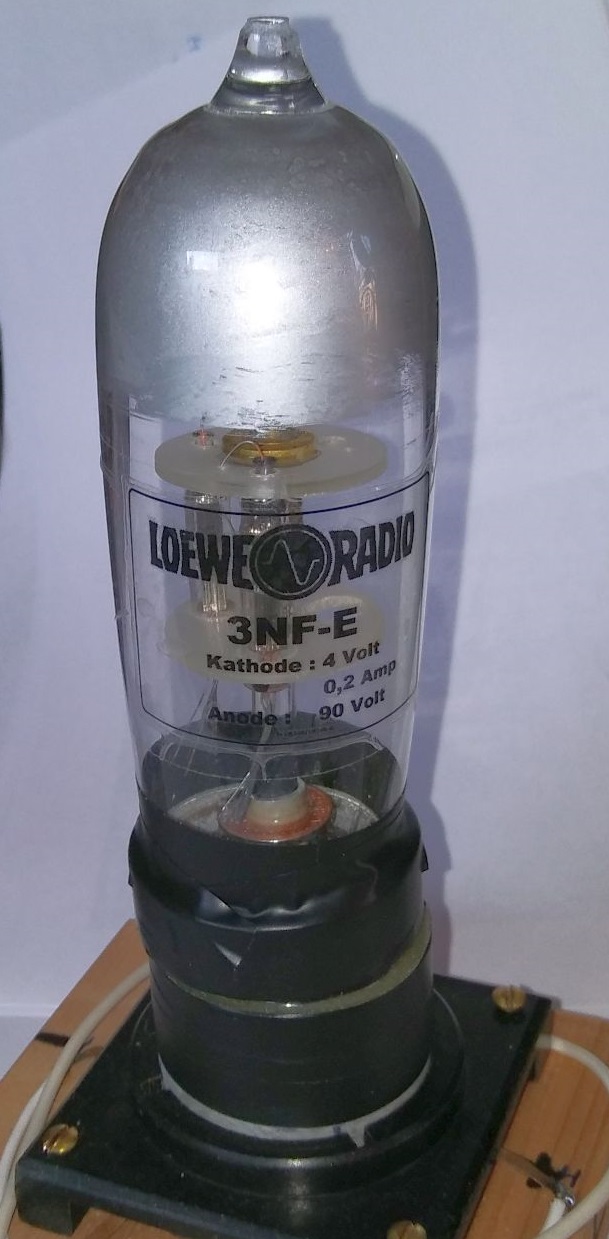 LOEWE RADIO
3NF-E
Kathode : 4 Volt
0,2 Amp
Anode : 90 Volt